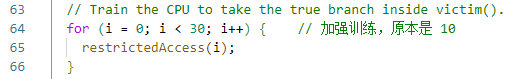 63 // Train the CPU to take the true branch inside victim().
64 for (i = 0; i < 30; i++) { // 加强训练，原本是 10
65 restrictedAccess(i);
66 }